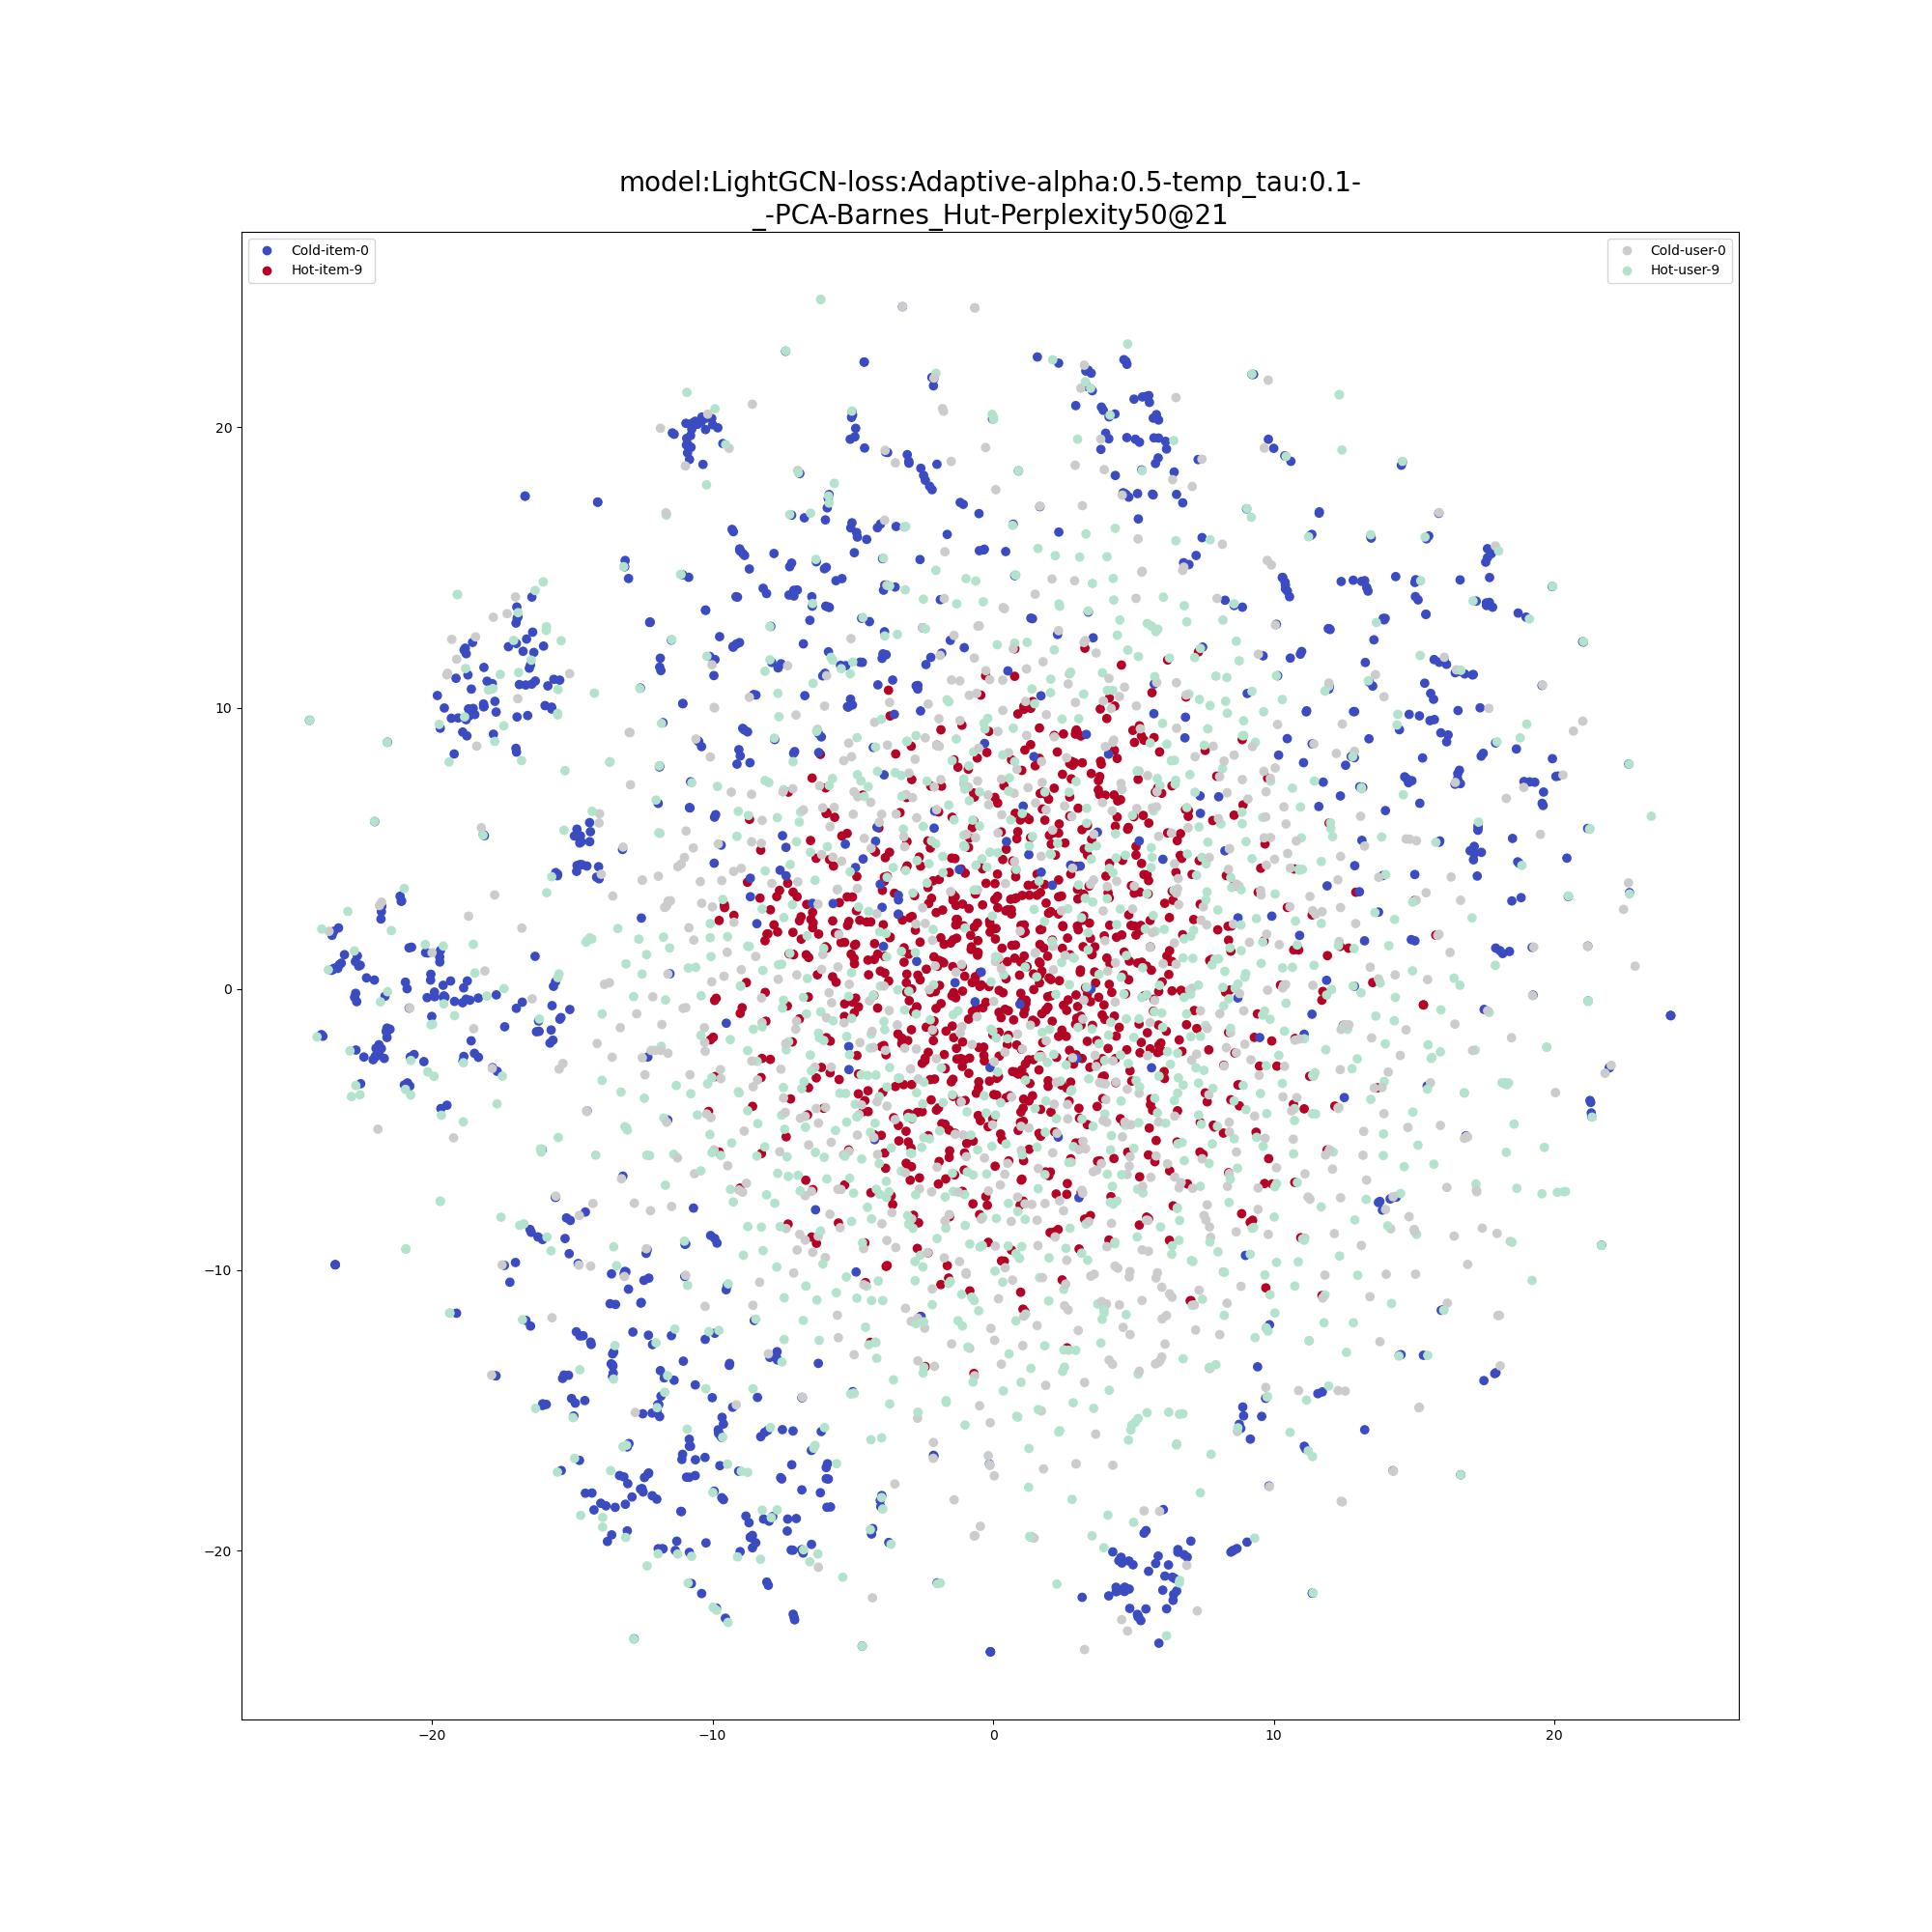 model:LightGCN-loss:Adaptive-alpha:0.5-temp_tau:0.1-
_-PCA-Barnes_Hut-Perplexity50@21
Cold-item-0
Hot-item-9
Cold-user-0
Hot-user-9
20
10
0
−10
−20
−20
−10
0
10
20